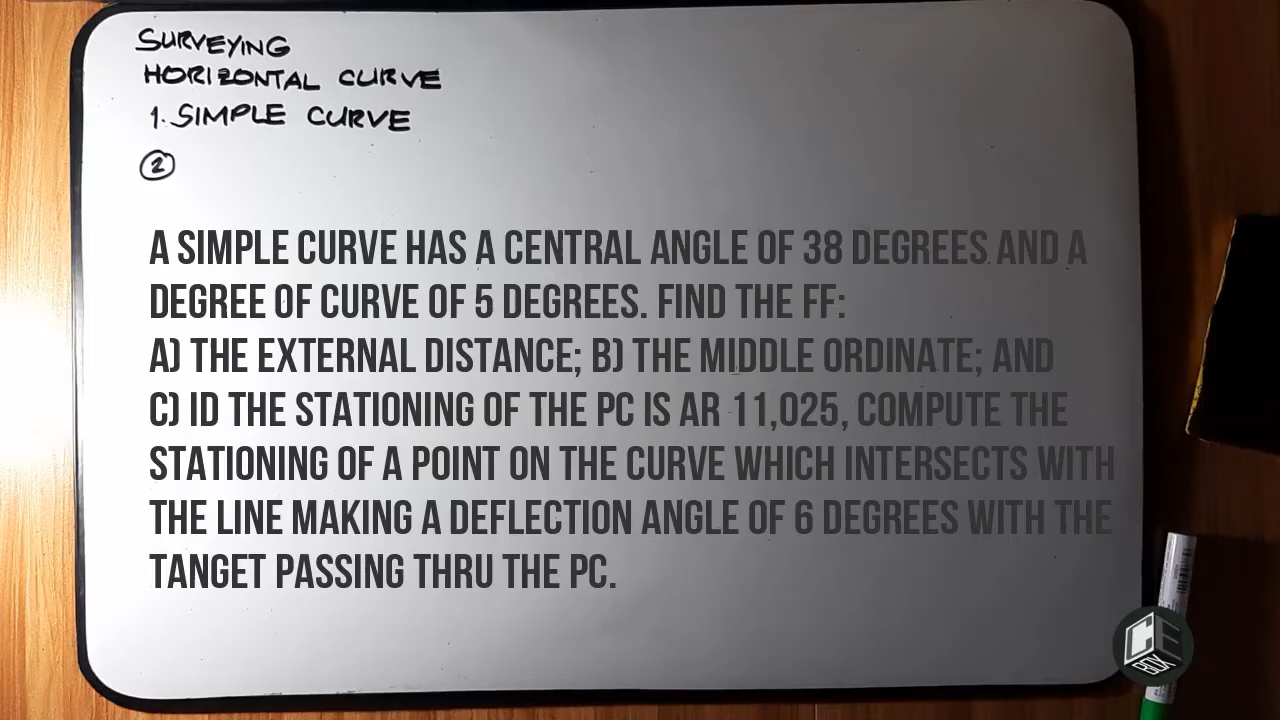 SURVEYING
HORIZONTAL CURVE
1. SIMPLE CURVE
2
A SIMPLE CURVE HAS A CENTRAL ANGLE OF 38 DEGREES AND A
DEGREE OF CURVE OF 5 DEGREES. FIND THE FF:
A) THE EXTERNAL DISTANCE; B) THE MIDDLE ORDINATE; AND
C) ID THE STATIONING OF THE PC IS AR 11,025, COMPUTE THE
STATIONING OF A POINT ON THE CURVE WHICH INTERSECTS WITH
THE LINE MAKING A DEFLECTION ANGLE OF 6 DEGREES WITH THE
TANGET PASSING THRU THE PC.
CE
BOX